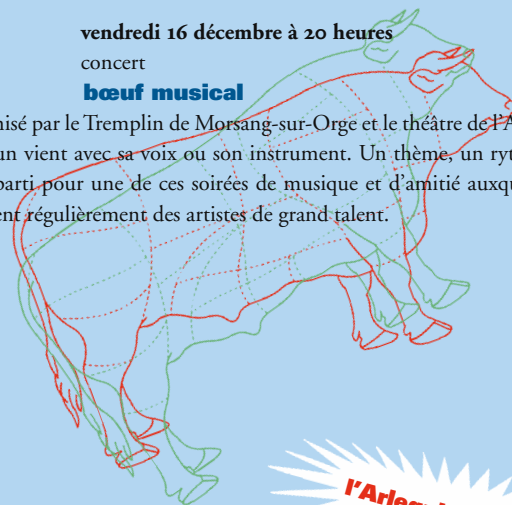 vendredi 16 décembre à 20 heures
concert
bœuf musical
nisé par le Tremplin de Morsang-sur-Orge et le théâtre de l'A
un vient avec sa voix ou son instrument. Un thème, un ryt
parti pour une de ces soirées de musique et d'amitié auxqu
ent régulièrement des artistes de grand talent.
l'Arleq